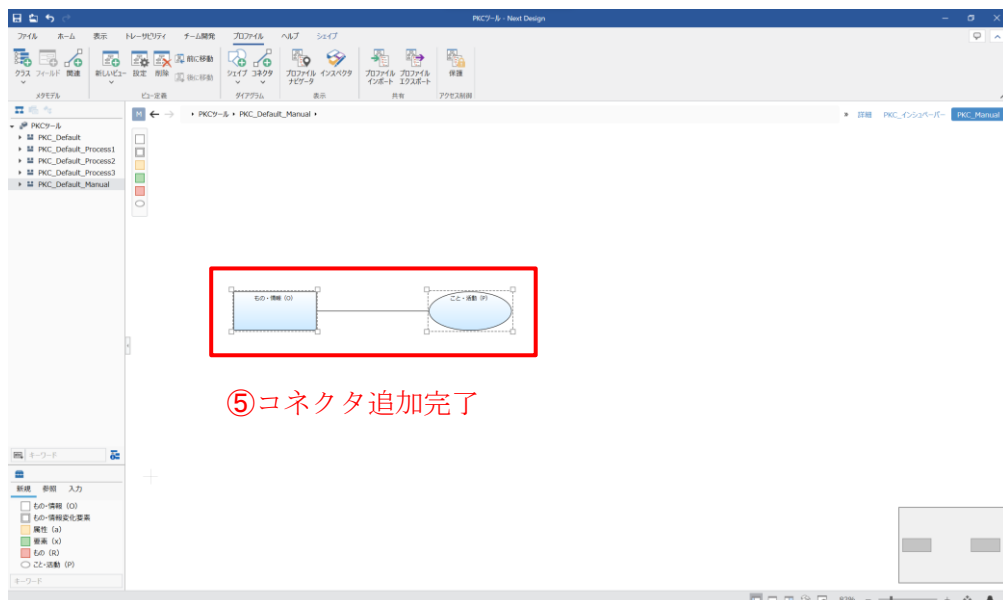 PKCツール - Next Design
ファイル ホーム 表示 トレーサビリティ チーム開発 プロファイル ヘルプ シェイプ
クラス フィールド 関連 新しいビュー 設定 削除 前に移動 後に移動 シェイプ コネクタ プロファイル ナビゲータ インスペクタ プロファイル インポート プロファイル エクスポート 保護
メタモデル ビュー定義 ダイアグラム 表示 共有 アクセス制御
M PKCツール PKC_Default_Manual 詳細 PKC_インシュペーパー PKC_Manual
PKCツール
PKC_Default
PKC_Default_Process1
PKC_Default_Process2
PKC_Default_Process3
PKC_Default_Manual
もの・情報 (O) こと・活動 (P)
⑤コネクタ追加完了
キーワード
新規 参照 入力
もの・情報 (O)
もの・情報変化要素
属性 (a)
要素 (x)
もの (R)
こと・活動 (P)
キーワード
82%